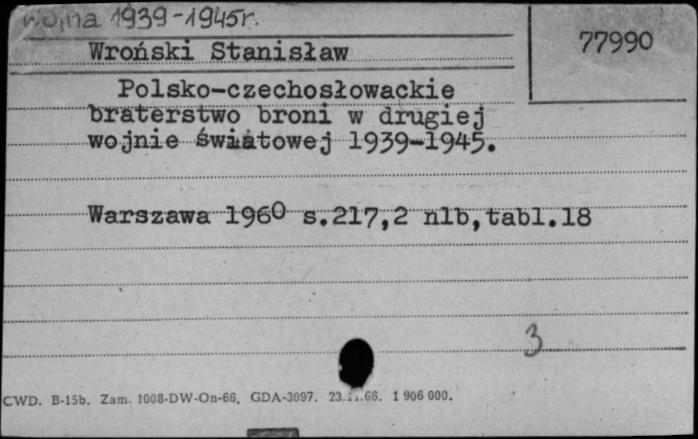 wojna 1939-1945r.
77990
Wroński Stanisław
Polsko-czechosłowackie
braterstwo broni w drugiej
wojnie światowej 1939-1945.
Warszawa 1960 s.217,2 nlb,tabl.18
3
CWD. B-15b. Zam. 1008-DW-On-66. GDA-3097. 23.11.66. 1 906 000.